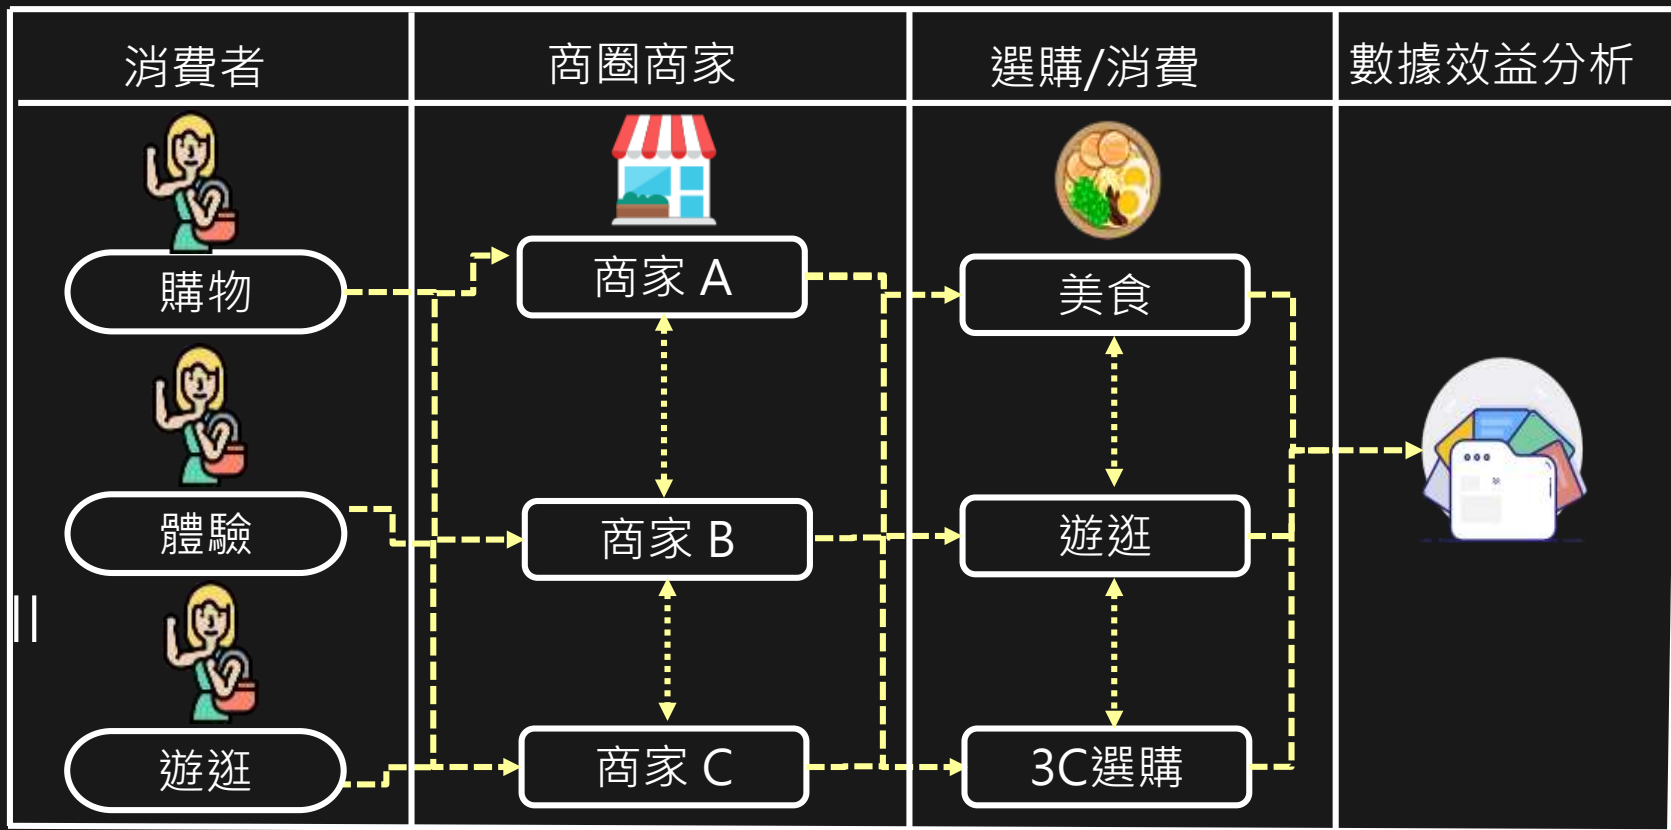 消費者
商圈商家
選購/消費
數據效益分析
購物
商家 A
美食
體驗
商家 B
遊逛
遊逛
商家 C
3C選購